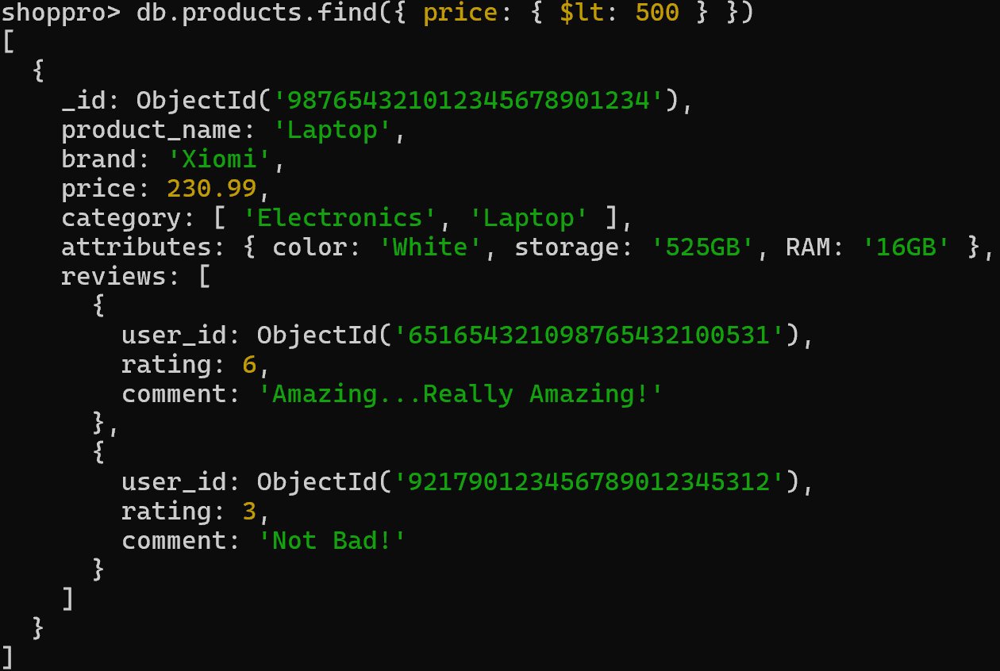 shoppro> db.products.find({ price: { $lt: 500 } })
[
  {
    _id: ObjectId('987654321012345678901234'),
    product_name: 'Laptop',
    brand: 'Xiomi',
    price: 230.99,
    category: [ 'Electronics', 'Laptop' ],
    attributes: { color: 'White', storage: '525GB', RAM: '16GB' },
    reviews: [
      {
        user_id: ObjectId('651654321098765432100531'),
        rating: 6,
        comment: 'Amazing...Really Amazing!'
      },
      {
        user_id: ObjectId('921790123456789012345312'),
        rating: 3,
        comment: 'Not Bad!'
      }
    ]
  }
]